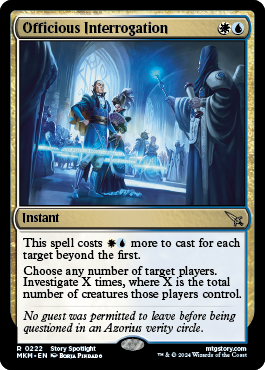 Officious Interrogation
Instant
This spell costs more to cast for each
target beyond the first.
Choose any number of target players.
Investigate X times, where X is the total
number of creatures those players control.
No guest was permitted to leave before being
questioned in an Azorius verity circle.
R 0222 Story Spotlight mtgstory.com
MKM • EN Borja Pindado ™ & © 2024 Wizards of the Coast